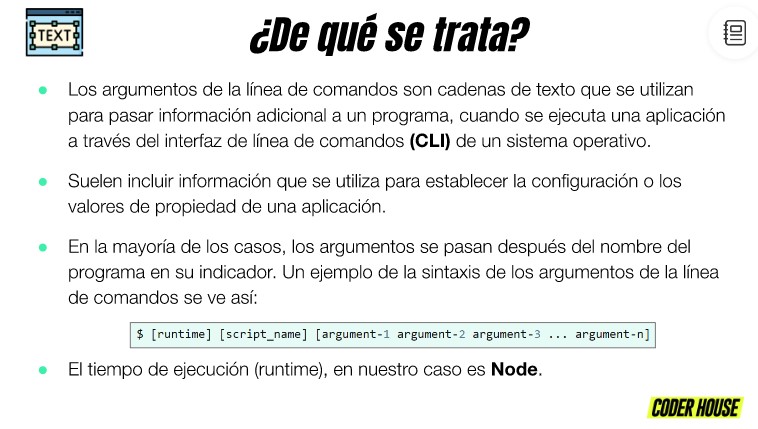 TEXT
¿De qué se trata?
Los argumentos de la línea de comandos son cadenas de texto que se utilizan
para pasar información adicional a un programa, cuando se ejecuta una aplicación
a través del interfaz de línea de comandos (CLI) de un sistema operativo.
Suelen incluir información que se utiliza para establecer la configuración o los
valores de propiedad de una aplicación.
En la mayoría de los casos, los argumentos se pasan después del nombre del
programa en su indicador. Un ejemplo de la sintaxis de los argumentos de la línea
de comandos se ve así:
$ [runtime] [script_name] [argument-1 argument-2 argument-3 ... argument-n]
El tiempo de ejecución (runtime), en nuestro caso es Node.
CODER HOUSE